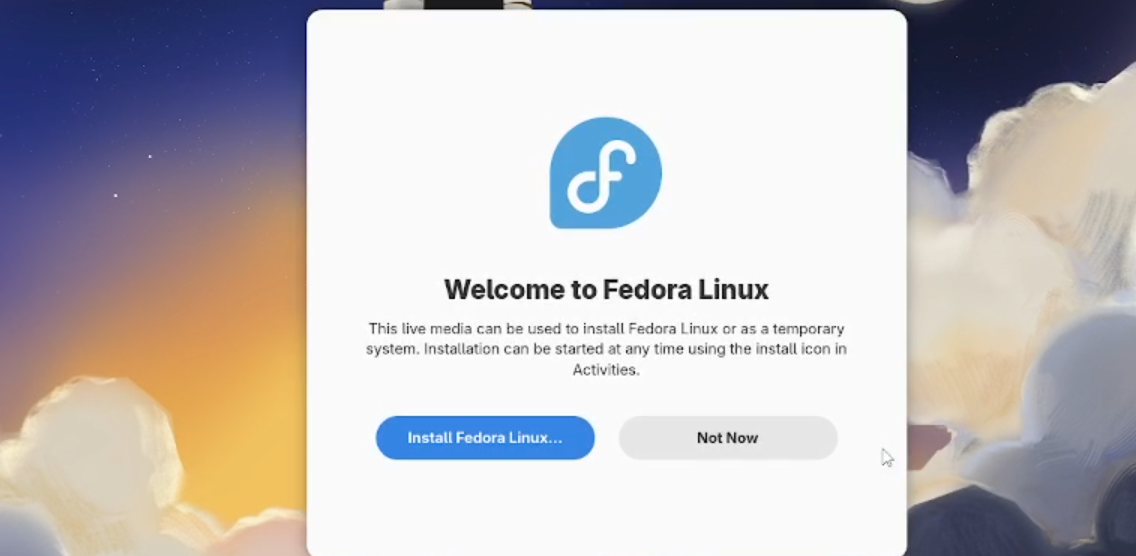 Welcome to Fedora Linux
This live media can be used to install Fedora Linux or as a temporary
system. Installation can be started at any time using the install icon in
Activities.
Install Fedora Linux...
Not Now